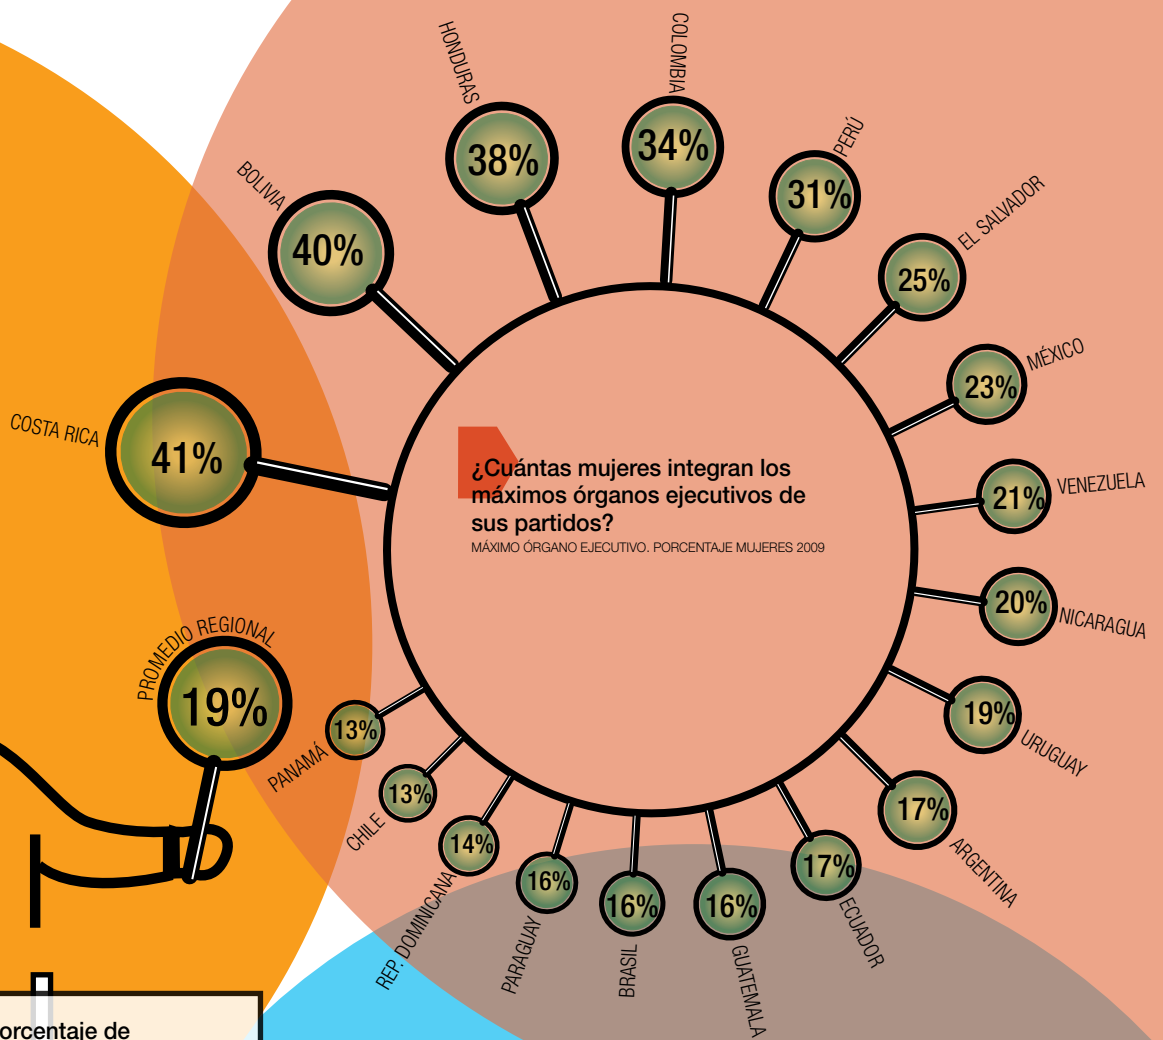 ¿Cuántas mujeres integran los
máximos órganos ejecutivos de
sus partidos?
MÁXIMO ÓRGANO EJECUTIVO. PORCENTAJE MUJERES 2009
COSTA RICA
41%
BOLIVIA
40%
HONDURAS
38%
COLOMBIA
34%
PERÚ
31%
EL SALVADOR
25%
MÉXICO
23%
VENEZUELA
21%
NICARAGUA
20%
URUGUAY
19%
ARGENTINA
17%
ECUADOR
17%
GUATEMALA
16%
BRASIL
16%
PARAGUAY
16%
REP. DOMINICANA
14%
CHILE
13%
PANAMÁ
13%
PROMEDIO REGIONAL
19%
orcentaje de